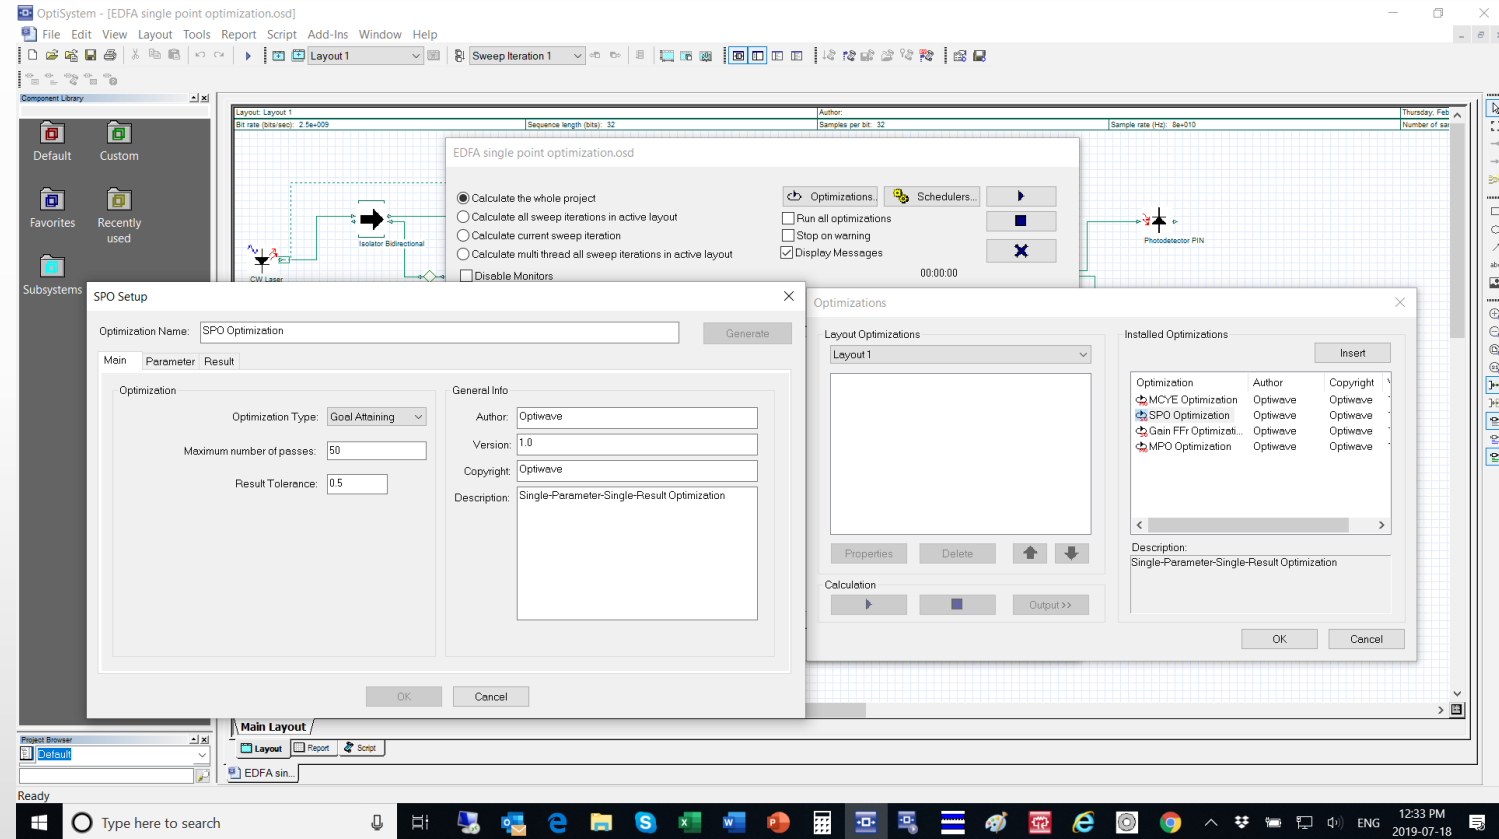 OptiSystem - [EDFA single point optimization.osd]
File Edit View Layout Tools Report Script Add-Ins Window Help
Layout 1 Sweep Iteration 1
Component Library
Default Custom
Favorites Recently used
Subsystems
Layout: Layout 1 Author: Thursday, Feb
Bit rate (bits/sec): 2.5e+009 Sequence length (bits): 32 Samples per bit: 32 Sample rate (Hz): 8e+010 Number of sa
Isolator Bidirectional
CW Laser
Photodetector PIN
EDFA single point optimization.osd
Calculate the whole project
Calculate all sweep iterations in active layout
Calculate current sweep iteration
Calculate multi thread all sweep iterations in active layout
Disable Monitors
Optimizations.. Schedulers...
Run all optimizations
Stop on warning
Display Messages
00:00:00
SPO Setup
Optimization Name: SPO Optimization Generate
Main Parameter Result
Optimization
Optimization Type: Goal Attaining
Maximum number of passes: 50
Result Tolerance: 0.5
General Info
Author: Optiwave
Version: 1.0
Copyright: Optiwave
Description: Single-Parameter-Single-Result Optimization
OK Cancel
Optimizations
Layout Optimizations
Layout 1
Properties Delete
Calculation
Output >>
Installed Optimizations
Insert
Optimization Author Copyright
MCYE Optimization Optiwave Optiwave
SPO Optimization Optiwave Optiwave
Gain FFr Optimizati... Optiwave Optiwave
MPO Optimization Optiwave Optiwave
Description:
Single-Parameter-Single-Result Optimization
OK Cancel
Main Layout
Layout Report Script
Project Browser
Default
EDFA sin...
Ready
Type here to search
ENG
12:33 PM
2019-07-18